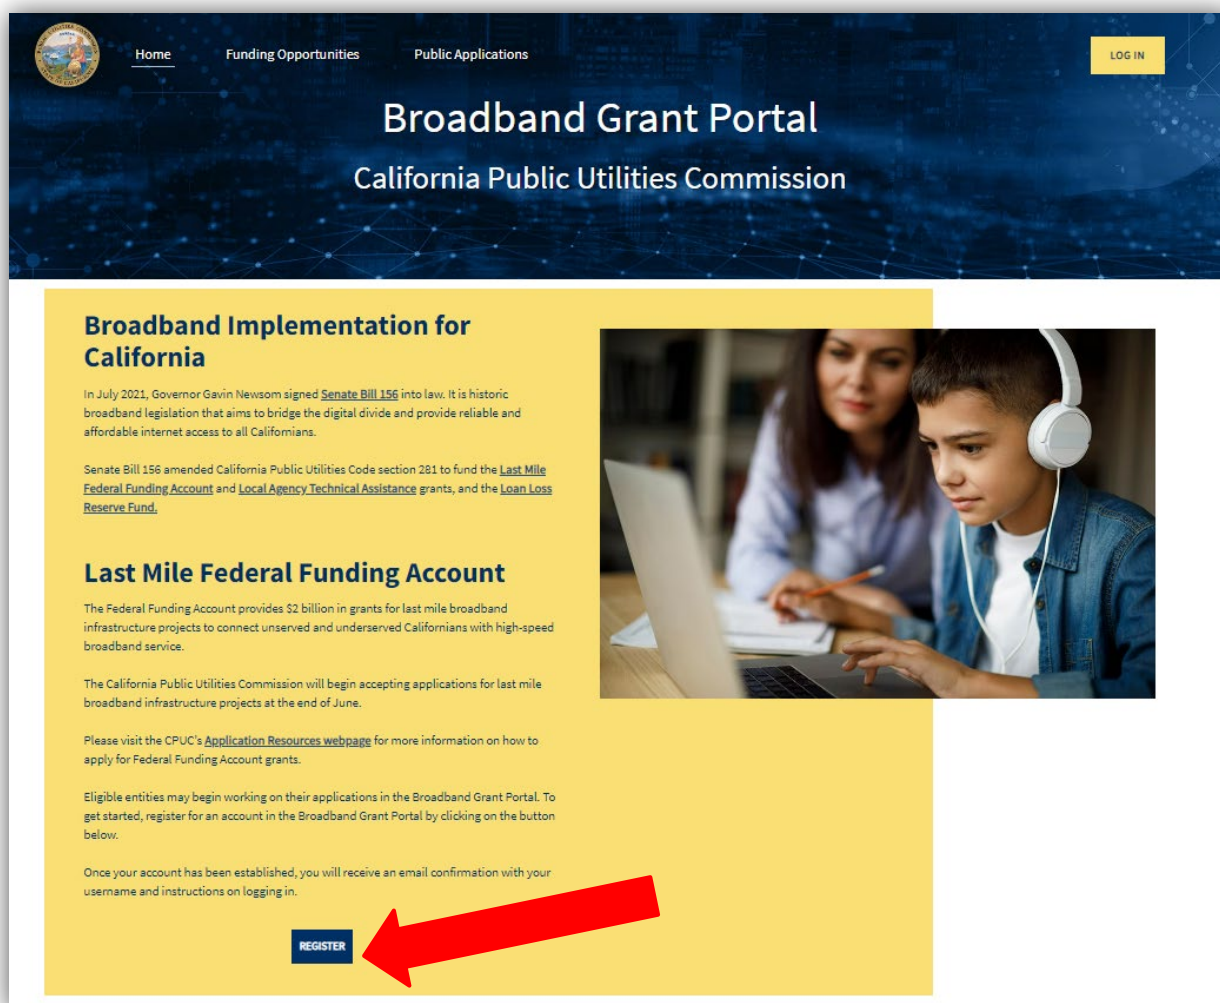 Home
Funding Opportunities
Public Applications
LOG IN
Broadband Grant Portal
California Public Utilities Commission
Broadband Implementation for
California
In July 2021, Governor Gavin Newsom signed Senate Bill 156 into law. It is historic
broadband legislation that aims to bridge the digital divide and provide reliable and
affordable internet access to all Californians.
Senate Bill 156 amended California Public Utilities Code section 281 to fund the Last Mile
Federal Funding Account and Local Agency Technical Assistance grants, and the Loan Loss
Reserve Fund.
Last Mile Federal Funding Account
The Federal Funding Account provides $2 billion in grants for last mile broadband
infrastructure projects to connect unserved and underserved Californians with high-speed
broadband service.
The California Public Utilities Commission will begin accepting applications for last mile
broadband infrastructure projects at the end of June.
Please visit the CPUC's Application Resources webpage for more information on how to
apply for Federal Funding Account grants.
Eligible entities may begin working on their applications in the Broadband Grant Portal. To
get started, register for an account in the Broadband Grant Portal by clicking on the button
below.
Once your account has been established, you will receive an email confirmation with your
username and instructions on logging in.
REGISTER